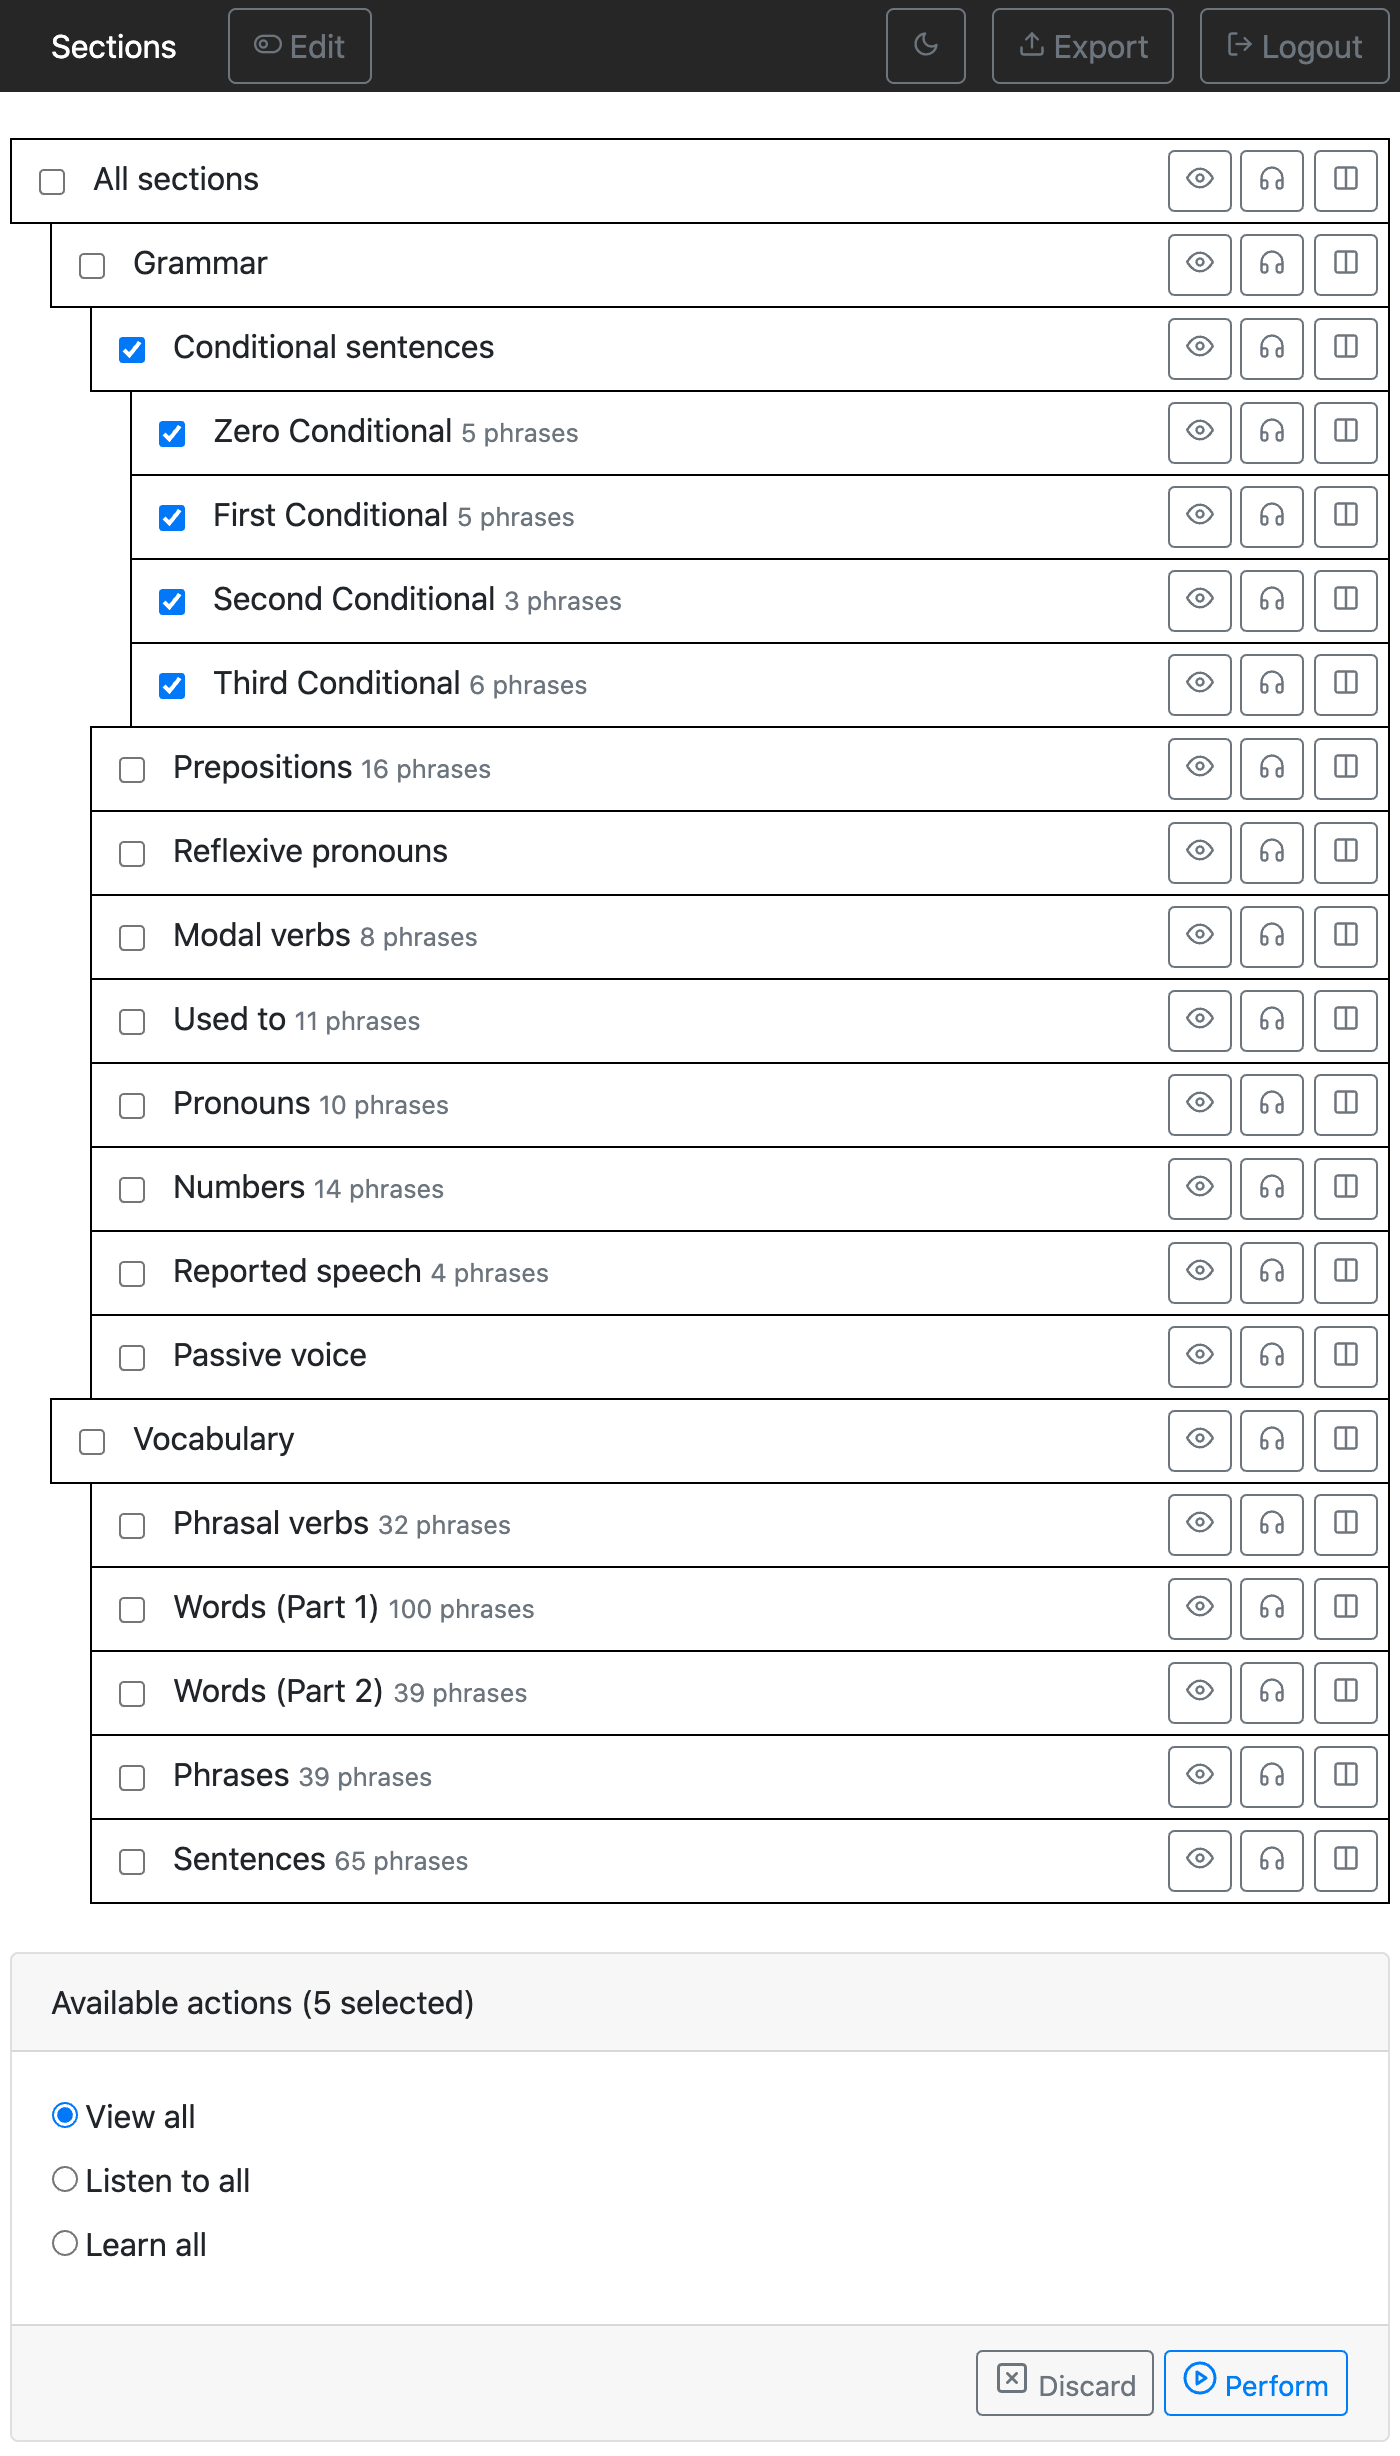 Sections Edit Export Logout
All sections
Grammar
Conditional sentences
Zero Conditional 5 phrases
First Conditional 5 phrases
Second Conditional 3 phrases
Third Conditional 6 phrases
Prepositions 16 phrases
Reflexive pronouns
Modal verbs 8 phrases
Used to 11 phrases
Pronouns 10 phrases
Numbers 14 phrases
Reported speech 4 phrases
Passive voice
Vocabulary
Phrasal verbs 32 phrases
Words (Part 1) 100 phrases
Words (Part 2) 39 phrases
Phrases 39 phrases
Sentences 65 phrases
Available actions (5 selected)
View all
Listen to all
Learn all
Discard Perform